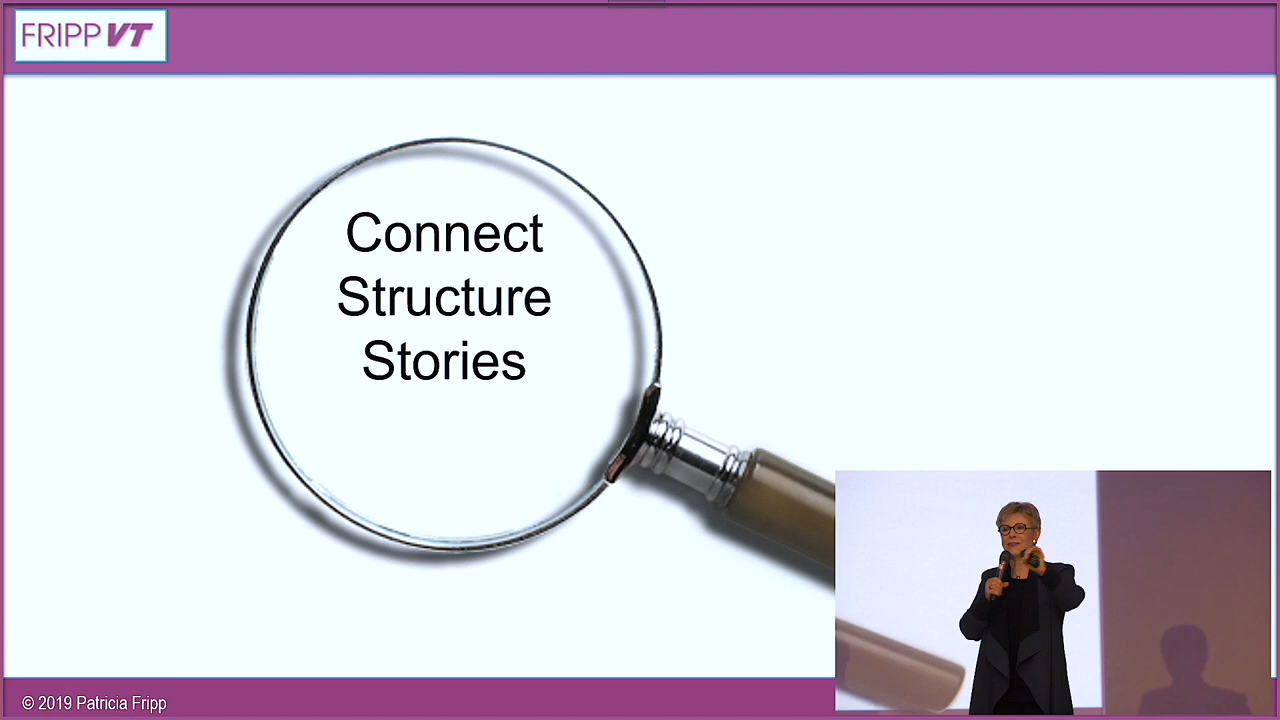 FRIPP VT
Connect
Structure
Stories
© 2019 Patricia Fripp